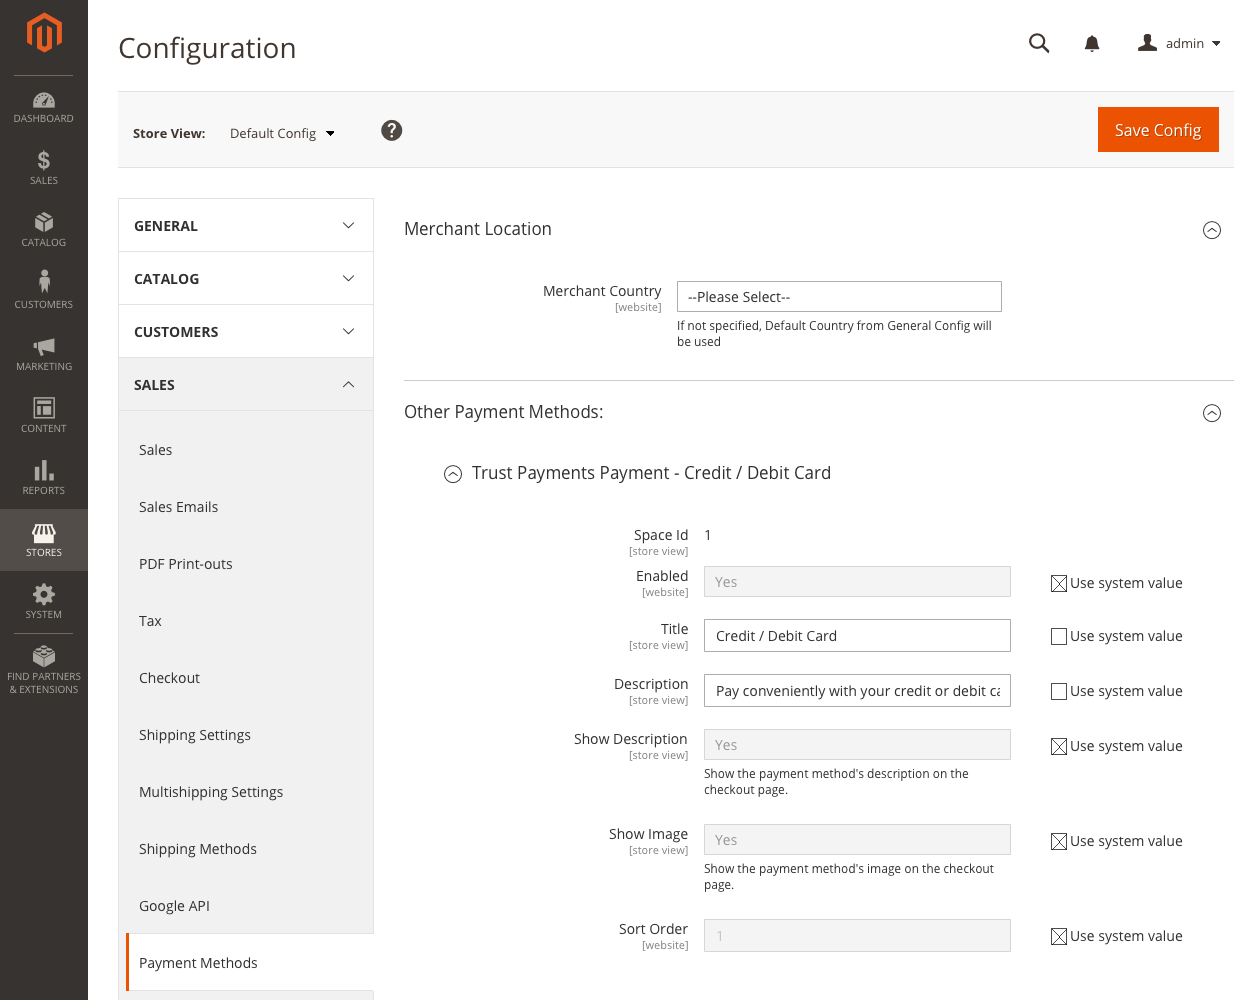 Configuration
admin
Store View:
Default Config
?
Save Config
DASHBOARD
$
SALES
CATALOG
CUSTOMERS
MARKETING
CONTENT
REPORTS
STORES
SYSTEM
FIND PARTNERS
& EXTENSIONS
GENERAL
CATALOG
CUSTOMERS
SALES
Sales
Sales Emails
PDF Print-outs
Tax
Checkout
Shipping Settings
Multishipping Settings
Shipping Methods
Google API
Payment Methods
Merchant Location
Merchant Country
[website]
--Please Select--
If not specified, Default Country from General Config will
be used
Other Payment Methods:
Trust Payments Payment - Credit / Debit Card
Space Id
[store view]
1
Enabled
[website]
Yes
Use system value
Title
[store view]
Credit / Debit Card
Use system value
Description
[store view]
Pay conveniently with your credit or debit ca
Use system value
Show Description
[store view]
Yes
Use system value
Show the payment method's description on the
checkout page.
Show Image
[store view]
Yes
Use system value
Show the payment method's image on the checkout
page.
Sort Order
[website]
1
Use system value